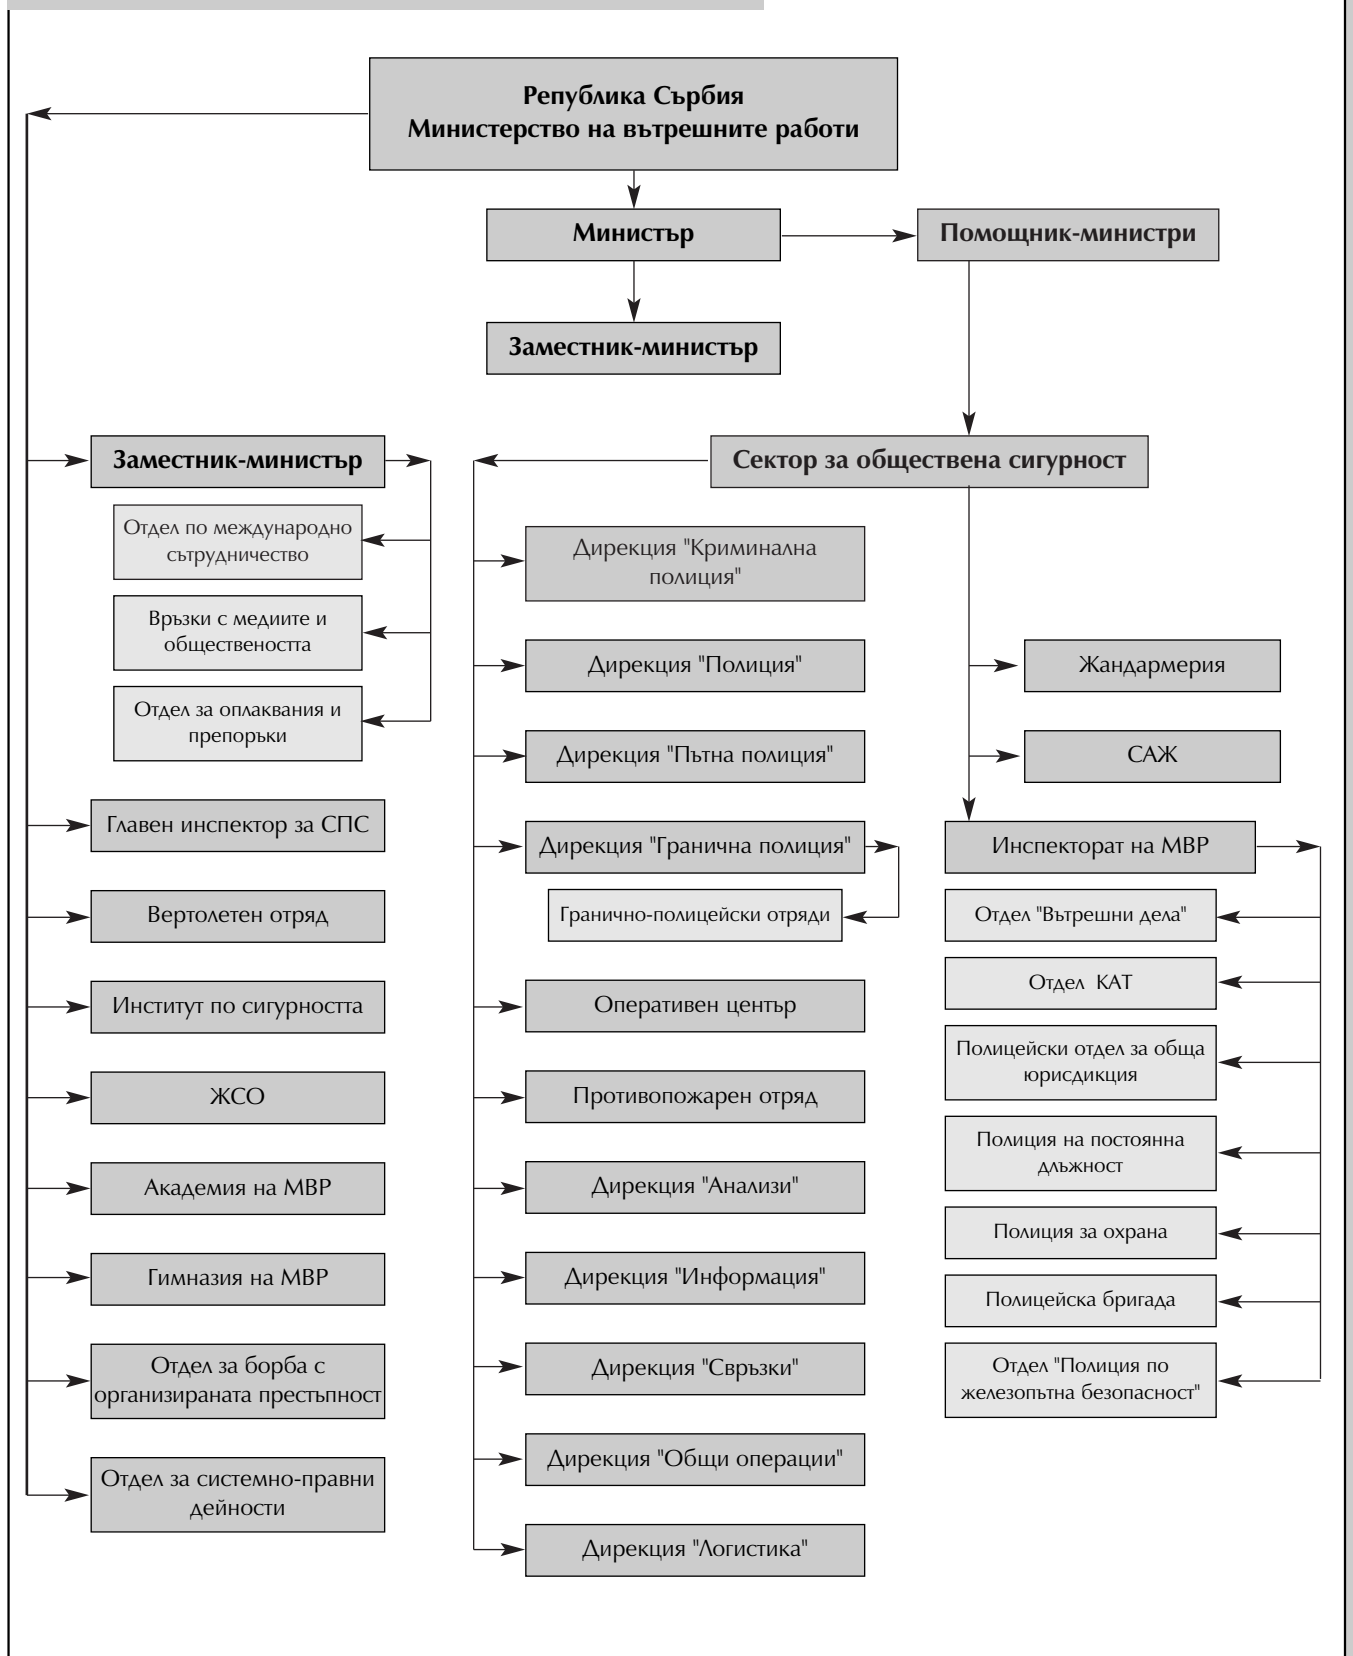 Република Сърбия
Министерство на вътрешните работи
Министър
Помощник-министри
Заместник-министър
Заместник-министър
Отдел по международно
сътрудничество
Връзки с медиите и
обществеността
Отдел за оплаквания и
препоръки
Главен инспектор за СПС
Вертолетен отряд
Институт по сигурността
ЖСО
Академия на МВР
Гимназия на МВР
Отдел за борба с
организираната престъпност
Отдел за системно-правни
дейности
Сектор за обществена сигурност
Дирекция "Криминална
полиция"
Дирекция "Полиция"
Дирекция "Пътна полиция"
Дирекция "Гранична полиция"
Гранично-полицейски отряди
Оперативен център
Противопожарен отряд
Дирекция "Анализи"
Дирекция "Информация"
Дирекция "Свръзки"
Дирекция "Общи операции"
Дирекция "Логистика"
Жандармерия
САЖ
Инспекторат на МВР
Отдел "Вътрешни дела"
Отдел КАТ
Полицейски отдел за обща
юрисдикция
Полиция на постоянна
длъжност
Полиция за охрана
Полицейска бригада
Отдел "Полиция по
железопътна безопасност"